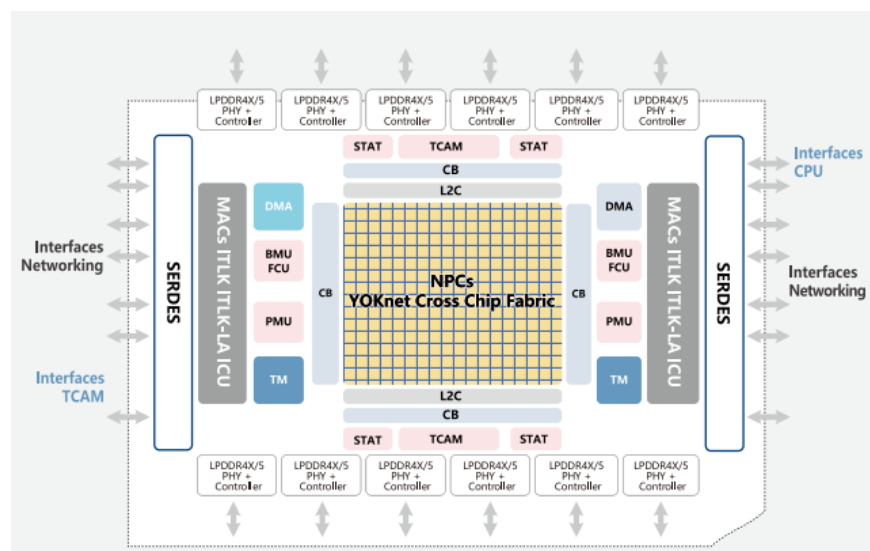 LPDDR4X/5
PHY +
Controller
LPDDR4X/5
PHY +
Controller
LPDDR4X/5
PHY +
Controller
LPDDR4X/5
PHY +
Controller
LPDDR4X/5
PHY +
Controller
LPDDR4X/5
PHY +
Controller
STAT
TCAM
STAT
CB
L2C
Interfaces
CPU
Interfaces
Networking
Interfaces
TCAM
SERDES
MACs ITLK ITLK-LA ICU
DMA
BMU
FCU
PMU
TM
CB
NPCs
YOKnet Cross Chip Fabric
CB
DMA
BMU
FCU
PMU
TM
MACs ITLK ITLK-LA ICU
SERDES
Interfaces
Networking
L2C
CB
STAT
TCAM
STAT
LPDDR4X/5
PHY +
Controller
LPDDR4X/5
PHY +
Controller
LPDDR4X/5
PHY +
Controller
LPDDR4X/5
PHY +
Controller
LPDDR4X/5
PHY +
Controller
LPDDR4X/5
PHY +
Controller